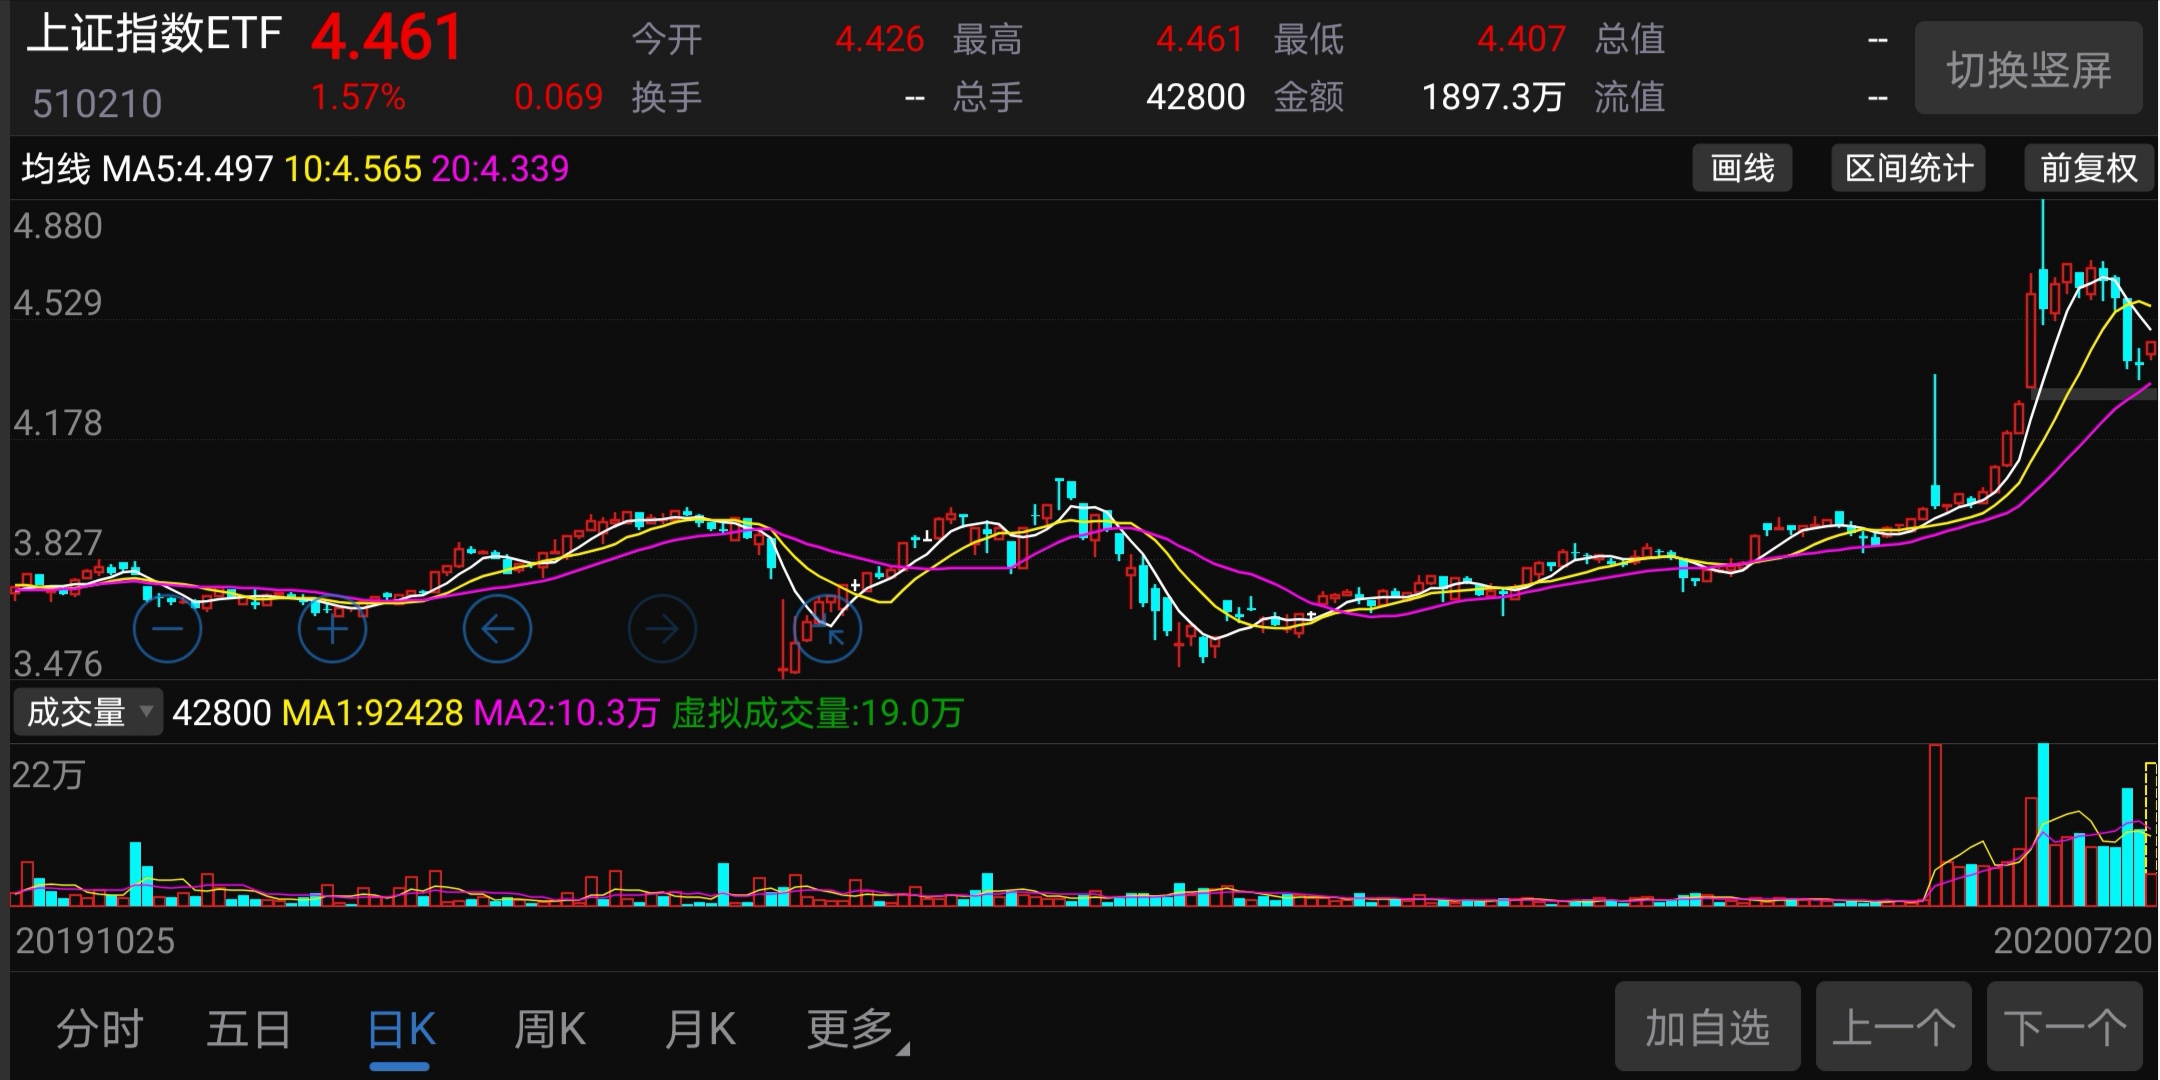 上证指数ETF 4.461 今开 4.426 最高 4.461 最低 4.407 总值 -- 切换竖屏
510210 1.57% 0.069 换手 -- 总手 42800 金额 1897.3万 流值 --
均线 MA5:4.497 10:4.565 20:4.339 画线 区间统计 前复权
4.880
4.529
4.178
3.827
3.476
成交量 42800 MA1:92428 MA2:10.3万 虚拟成交量:19.0万
22万
20191025 20200720
分时 五日 日K 周K 月K 更多 加自选 上一个 下一个